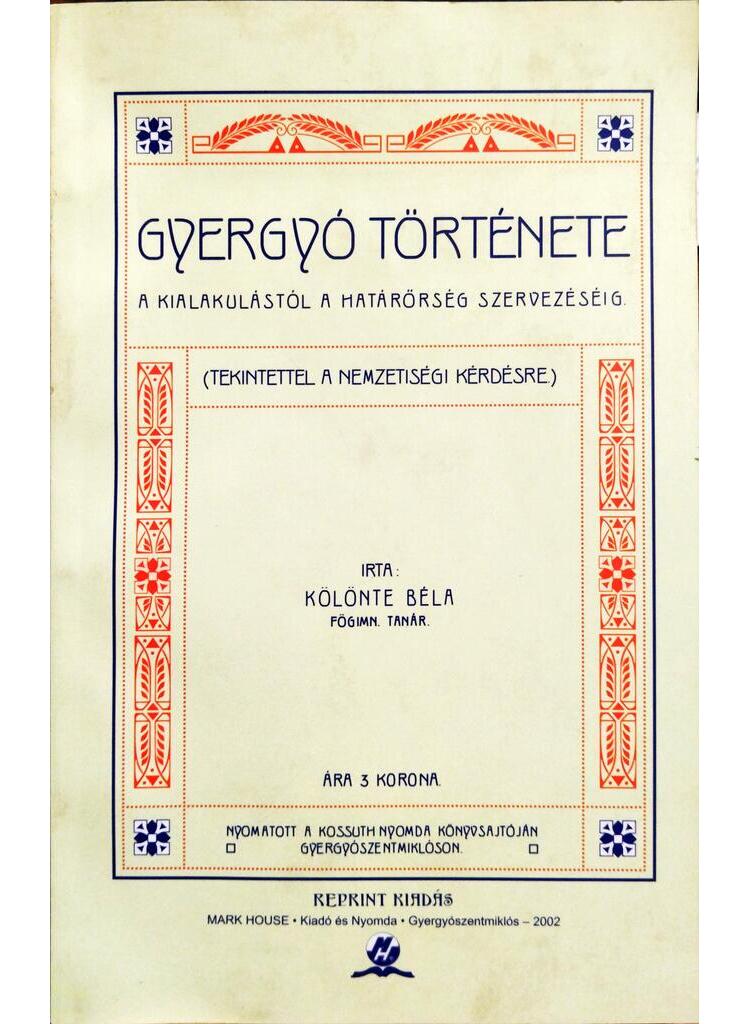 GYERGYÓ TÖRTÉNETE
A KIALAKULÁSTÓL A HATÁRŐRSÉG SZERVEZÉSÉIG.
(TEKINTETTEL A NEMZETISÉGI KÉRDÉSRE.)
IRTA:
KÖLÖNTE BÉLA
FŐGIMN. TANÁR.
ÁRA 3 KORONA.
NYOMATOTT A KOSSUTH NYOMDA KÖNYVSAJTÓJÁN
GYERGYÓSZENTMIKLÓSON.
REPRINT KIADÁS
MARK HOUSE • Kiadó és Nyomda • Gyergyószentmiklós – 2002
MH